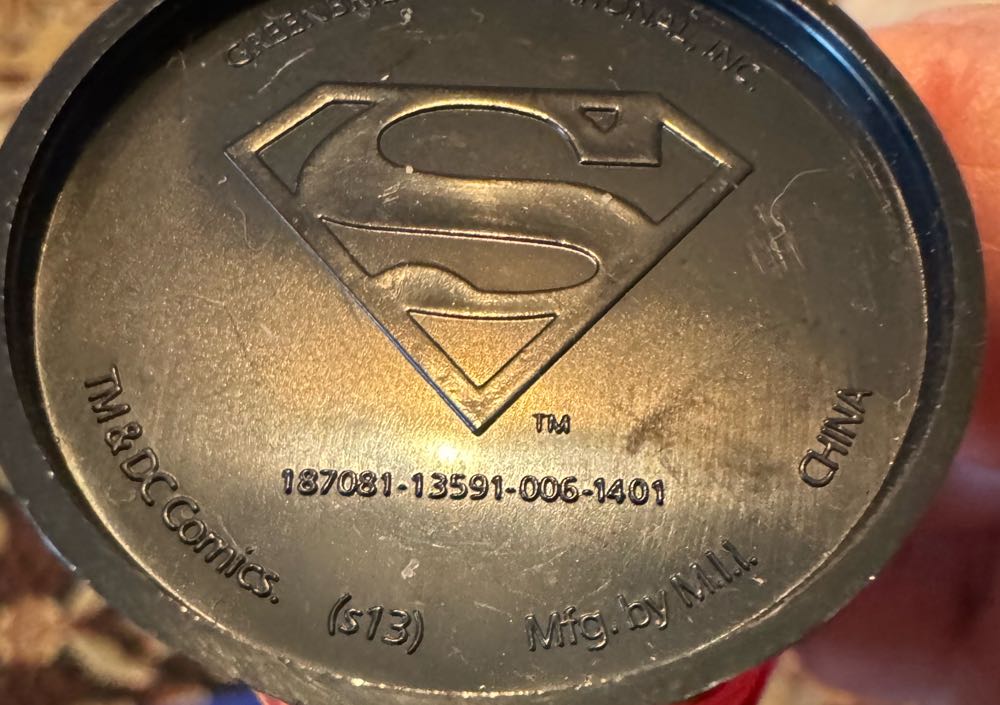 INC.
TM
187081-13591-006-1401
TM & DC Comics.
(s13)
Mfg. by M.I.I.
CHINA